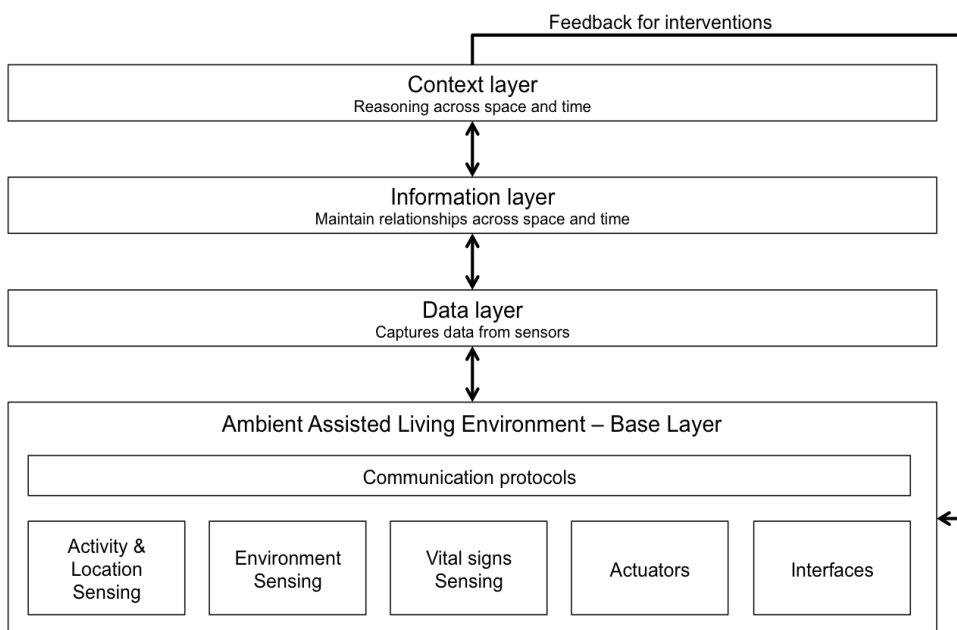 Feedback for interventions
Context layer
Reasoning across space and time
Information layer
Maintain relationships across space and time
Data layer
Captures data from sensors
Ambient Assisted Living Environment – Base Layer
Communication protocols
Activity &
Location
Sensing
Environment
Sensing
Vital signs
Sensing
Actuators
Interfaces